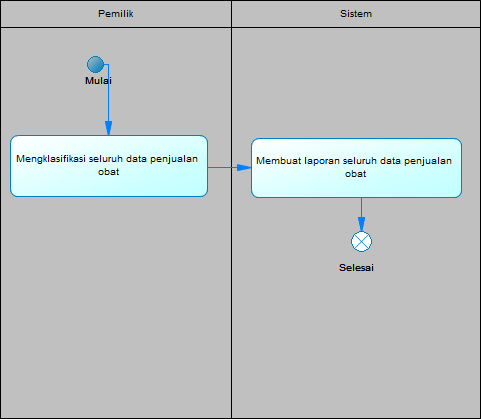 Pemilik
Sistem
Mulai
Mengklasifikasi seluruh data penjualan
obat
Membuat laporan seluruh data penjualan
obat
Selesai